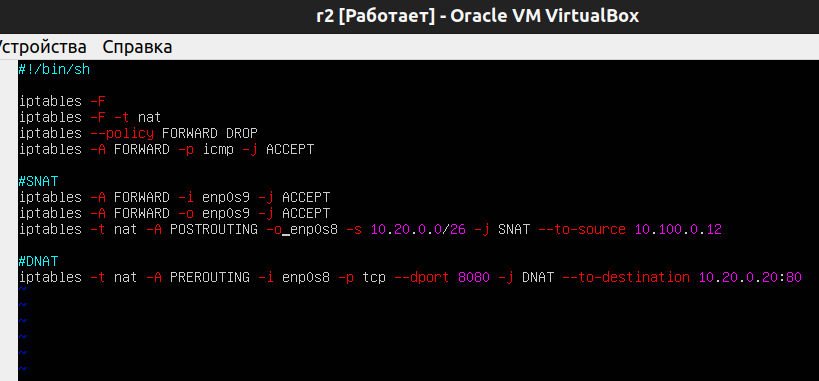 r2 [Работает] - Oracle VM VirtualBox
Устройства Справка
#!/bin/sh
iptables -F
iptables -F -t nat
iptables --policy FORWARD DROP
iptables -A FORWARD -p icmp -j ACCEPT
#SNAT
iptables -A FORWARD -i enp0s9 -j ACCEPT
iptables -A FORWARD -o enp0s9 -j ACCEPT
iptables -t nat -A POSTROUTING -o enp0s8 -s 10.20.0.0/26 -j SNAT --to-source 10.100.0.12
#DNAT
iptables -t nat -A PREROUTING -i enp0s8 -p tcp --dport 8080 -j DNAT --to-destination 10.20.0.20:80
~
~
~
~
~
~